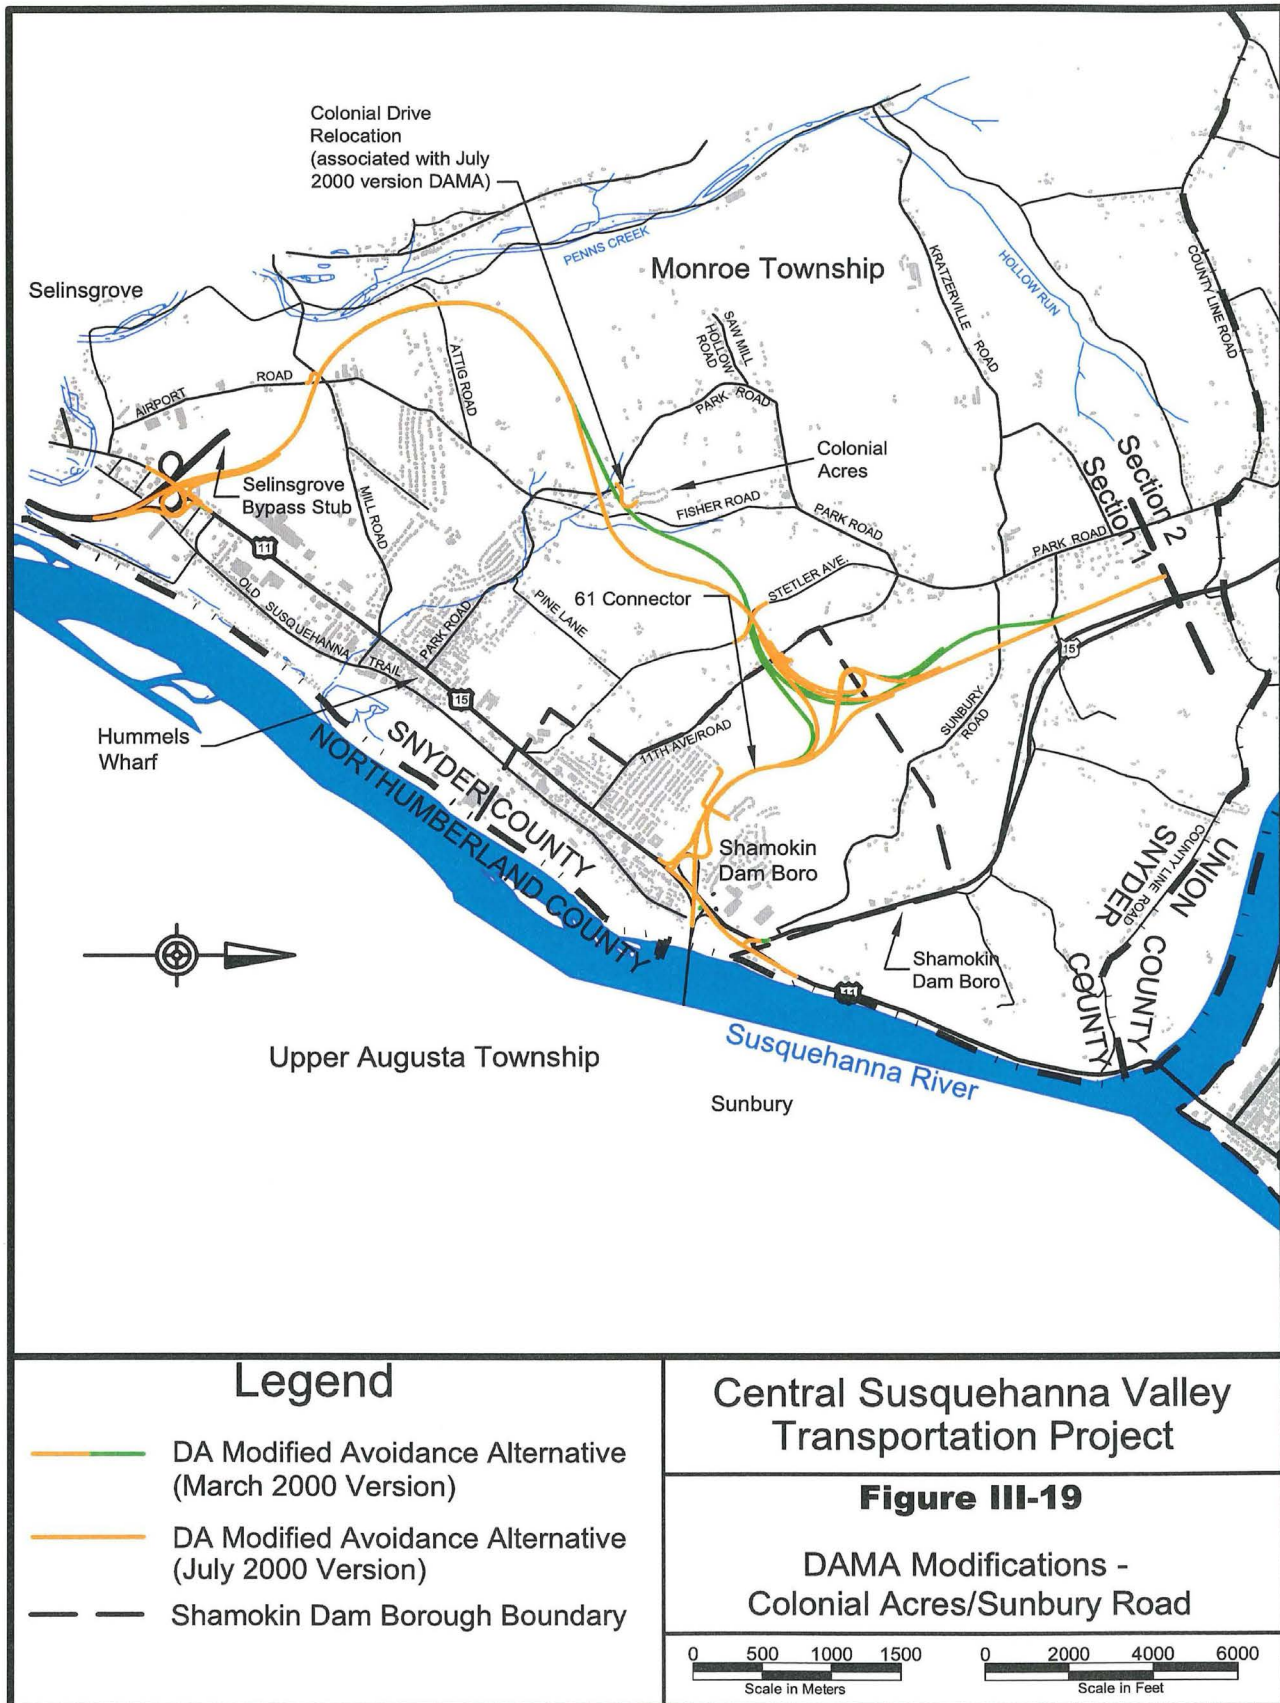 Colonial Drive
Relocation
(associated with July
2000 version DAMA)
PENNS CREEK
Monroe Township
KRATZERVILLE ROAD
HOLLOW RUN
COUNTY LINE ROAD
Selinsgrove
AIRPORT ROAD
ATTIG ROAD
SAW MILL
HOLLOW
ROAD
PARK ROAD
Colonial
Acres
Selinsgrove
Bypass Stub
MILL ROAD
FISHER ROAD
PARK ROAD
PARK ROAD
Section 1
Section 2
11
OLD SUSQUEHANNA TRAIL
PARK ROAD
PINE LANE
61 Connector
STETLER AVE.
15
15
SUNBURY
ROAD
11TH AVE/ROAD
Hummels
Wharf
SNYDER COUNTY
NORTHUMBERLAND COUNTY
Shamokin
Dam Boro
Shamokin
Dam Boro
11
COUNTY LINE ROAD
UNION COUNTY
SNYDER COUNTY
Upper Augusta Township
Susquehanna River
Sunbury
Legend
DA Modified Avoidance Alternative
(March 2000 Version)
DA Modified Avoidance Alternative
(July 2000 Version)
Shamokin Dam Borough Boundary
Central Susquehanna Valley
Transportation Project
Figure III-19
DAMA Modifications -
Colonial Acres/Sunbury Road
0 500 1000 1500
Scale in Meters
0 2000 4000 6000
Scale in Feet